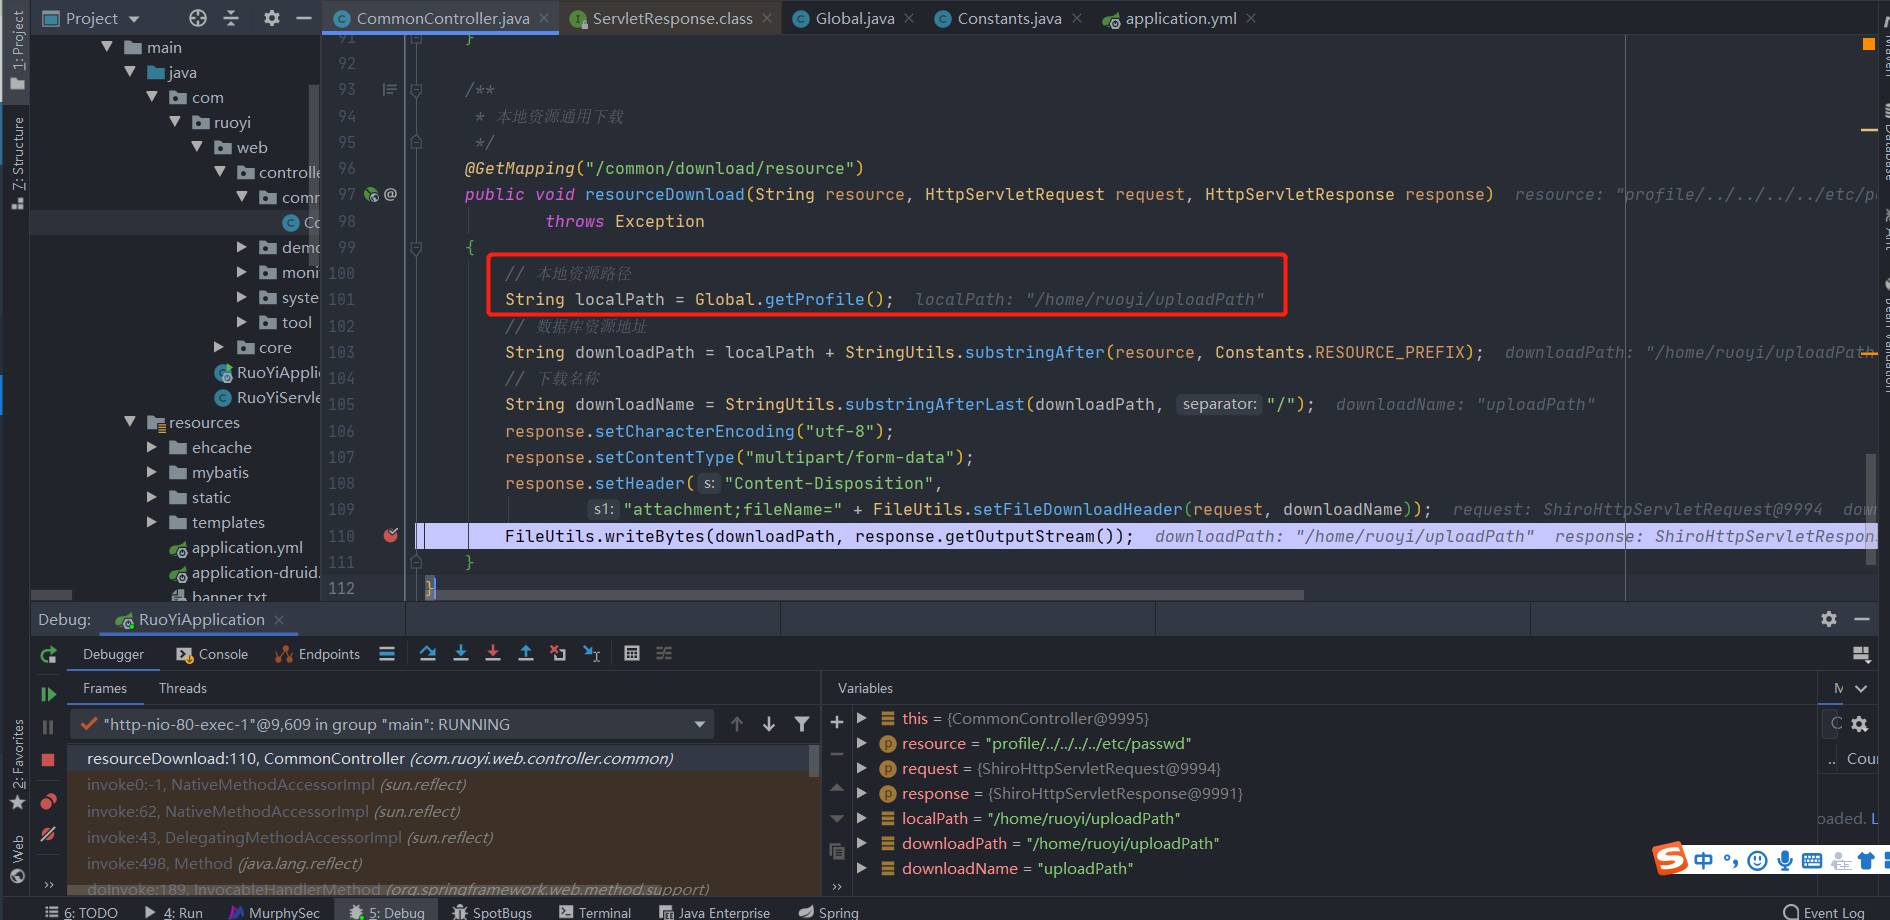 Project
CommonController.java
ServletResponse.class
Global.java
Constants.java
application.yml
1: Project
Z: Structure
2: Favorites
Web
Maven
Database
Ant
Bean Validation
main
java
com
ruoyi
web
controlle
comm
Co
demo
moni
syste
tool
core
RuoYiApplic
RuoYiServle
resources
ehcache
mybatis
static
templates
application.yml
application-druid.
banner.txt
91 }
92
93 /**
94 * 本地资源通用下载
95 */
96 @GetMapping("/common/download/resource")
97 public void resourceDownload(String resource, HttpServletRequest request, HttpServletResponse response) resource: "profile/../../../../etc/p
98 throws Exception
99 {
100 // 本地资源路径
101 String localPath = Global.getProfile(); localPath: "/home/ruoyi/uploadPath"
102 // 数据库资源地址
103 String downloadPath = localPath + StringUtils.substringAfter(resource, Constants.RESOURCE_PREFIX); downloadPath: "/home/ruoyi/uploadPath
104 // 下载名称
105 String downloadName = StringUtils.substringAfterLast(downloadPath, separator: "/"); downloadName: "uploadPath"
106 response.setCharacterEncoding("utf-8");
107 response.setContentType("multipart/form-data");
108 response.setHeader( s: "Content-Disposition",
109 s1: "attachment;fileName=" + FileUtils.setFileDownloadHeader(request, downloadName)); request: ShiroHttpServletRequest@9994 dow
110 FileUtils.writeBytes(downloadPath, response.getOutputStream()); downloadPath: "/home/ruoyi/uploadPath" response: ShiroHttpServletRespon
111 }
112 }
Debug: RuoYiApplication
Debugger Console Endpoints
Frames Threads
"http-nio-80-exec-1"@9,609 in group "main": RUNNING
resourceDownload:110, CommonController (com.ruoyi.web.controller.common)
invoke0:-1, NativeMethodAccessorImpl (sun.reflect)
invoke:62, NativeMethodAccessorImpl (sun.reflect)
invoke:43, DelegatingMethodAccessorImpl (sun.reflect)
invoke:498, Method (java.lang.reflect)
doInvoke:189, InvocableHandlerMethod (org.springframework.web.method.support)
Variables
this = {CommonController@9995}
resource = "profile/../../../../etc/passwd"
request = {ShiroHttpServletRequest@9994}
response = {ShiroHttpServletResponse@9991}
localPath = "/home/ruoyi/uploadPath"
downloadPath = "/home/ruoyi/uploadPath"
downloadName = "uploadPath"
M
.. Cour
oaded. L
S 中
6: TODO
4: Run
MurphySec
5: Debug
SpotBugs
Terminal
Java Enterprise
Spring
Event Log